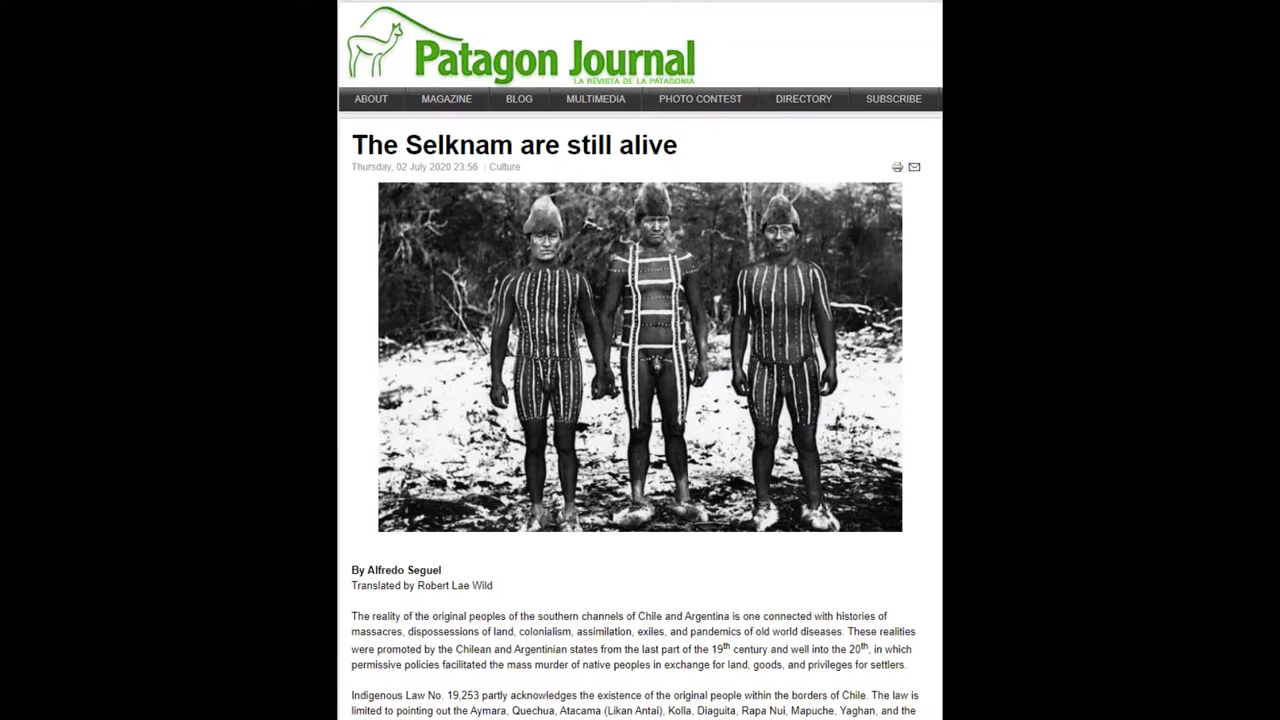 Patagon Journal
LA REVISTA DE LA PATAGONIA
ABOUT MAGAZINE BLOG MULTIMEDIA PHOTO CONTEST DIRECTORY SUBSCRIBE
The Selknam are still alive
Thursday, 02 July 2020 23:56 | Culture
By Alfredo Seguel
Translated by Robert Lae Wild
The reality of the original peoples of the southern channels of Chile and Argentina is one connected with histories of
massacres, dispossessions of land, colonialism, assimilation, exiles, and pandemics of old world diseases. These realities
were promoted by the Chilean and Argentinian states from the last part of the 19th century and well into the 20th, in which
permissive policies facilitated the mass murder of native peoples in exchange for land, goods, and privileges for settlers.
Indigenous Law No. 19,253 partly acknowledges the existence of the original people within the borders of Chile. The law is
limited to pointing out the Aymara, Quechua, Atacama (Likan Antai), Kolla, Diaguita, Rapa Nui, Mapuche, Yaghan, and the